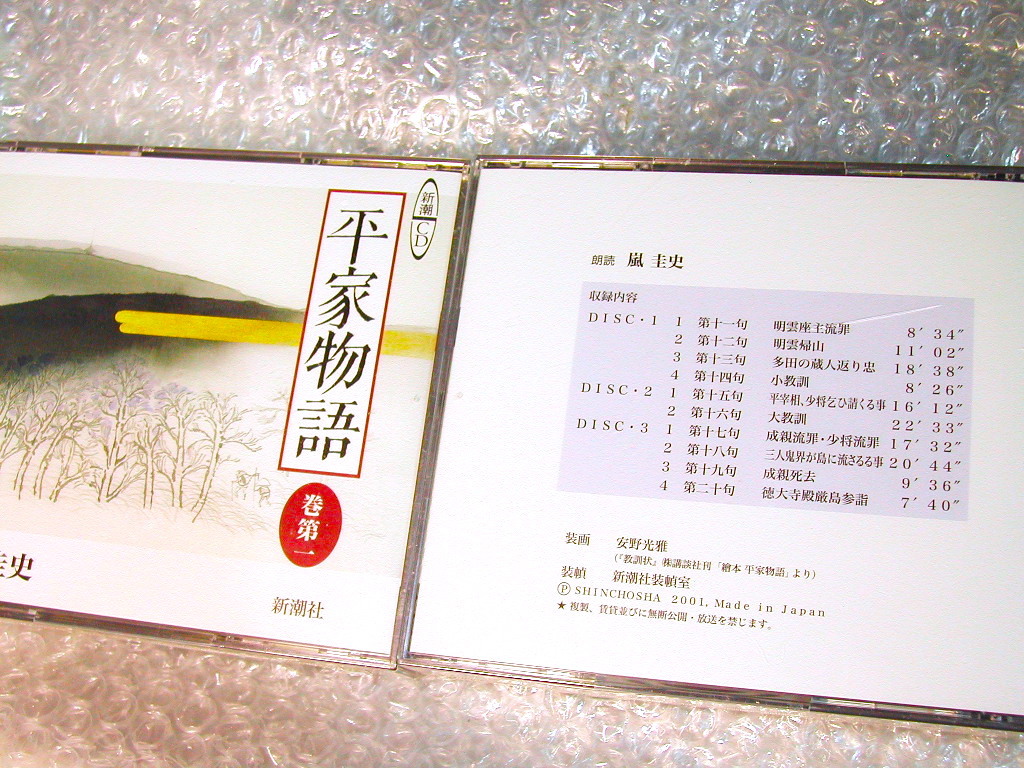 新潮
CD
平家物語
巻第一
圭史
新潮社
朗読 嵐 圭史
収録内容
DISC・1 1 第十一句 明雲座主流罪 8′34″
2 第十二句 明雲帰山 11′02″
3 第十三句 多田の蔵人返り忠 18′38″
4 第十四句 小教訓 8′26″
DISC・2 1 第十五句 平宰相、少将乞ひ請くる事 16′12″
2 第十六句 大教訓 22′33″
DISC・3 1 第十七句 成親流罪・少将流罪 17′32″
2 第十八句 三人鬼界が島に流さるる事 20′44″
3 第十九句 成親死去 9′36″
4 第二十句 徳大寺殿厳島参詣 7′40″
装画 安野光雅
(『教訓状』㈱講談社刊「繪本 平家物語」より)
装幀 新潮社装幀室
Ⓟ SHINCHOSHA 2001, Made in Japan
★ 複製、賃貸並びに無断公開・放送を禁じます。